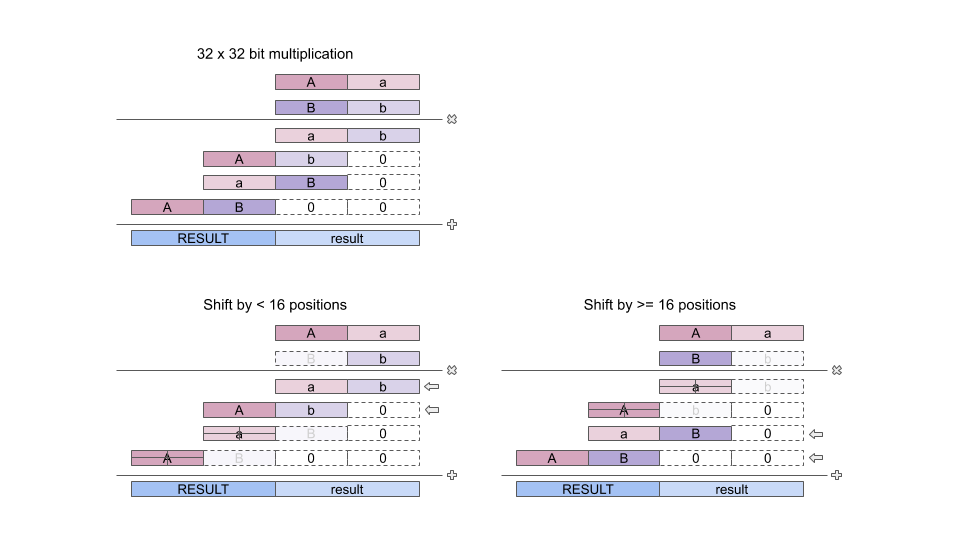 32 x 32 bit multiplication
A a
B b
a b
A b 0
a B 0
A B 0 0
RESULT result
Shift by < 16 positions
A a
B b
a b
A b 0
a B 0
A B 0 0
RESULT result
Shift by >= 16 positions
A a
B b
a b
A b 0
a B 0
A B 0 0
RESULT result